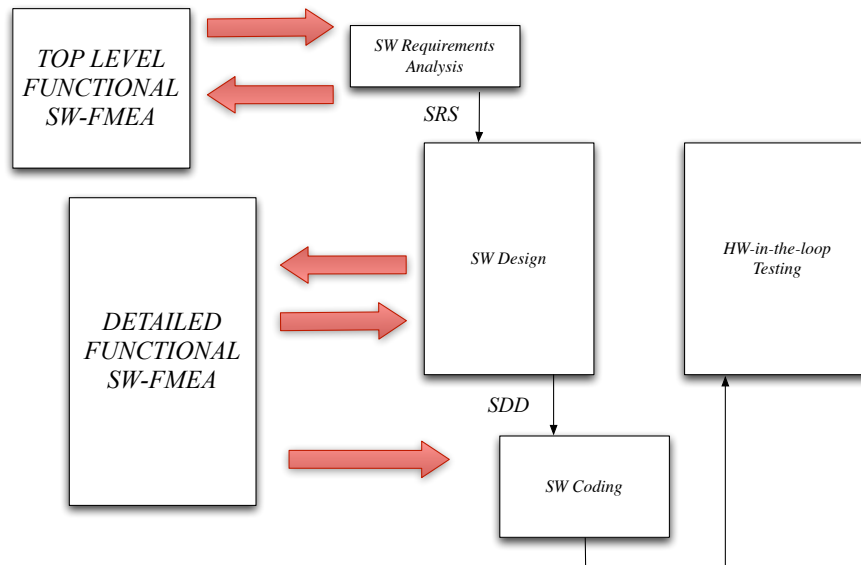 TOP LEVEL
FUNCTIONAL
SW-FMEA
SW Requirements
Analysis
SRS
SW Design
HW-in-the-loop
Testing
DETAILED
FUNCTIONAL
SW-FMEA
SDD
SW Coding